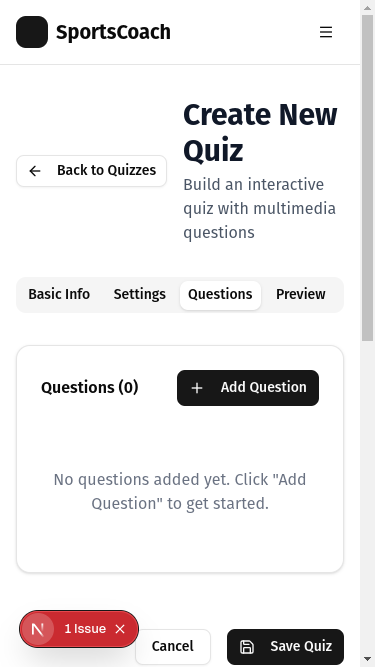 SportsCoach
Create New
Quiz
Back to Quizzes
Build an interactive
quiz with multimedia
questions
Basic Info
Settings
Questions
Preview
Questions (0)
Add Question
No questions added yet. Click "Add
Question" to get started.
N
1 Issue
Cancel
Save Quiz